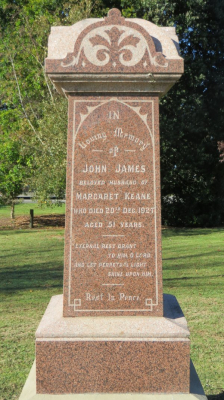 IN
Loving Memory
of
JOHN JAMES
BELOVED HUSBAND OF
MARGARET KEANE
WHO DIED 20TH DEC. 1927
AGED 51 YEARS.
ETERNAL REST GRANT
TO HIM O LORD
AND LET PERPETUAL LIGHT
SHINE UPON HIM.
Rest in Peace